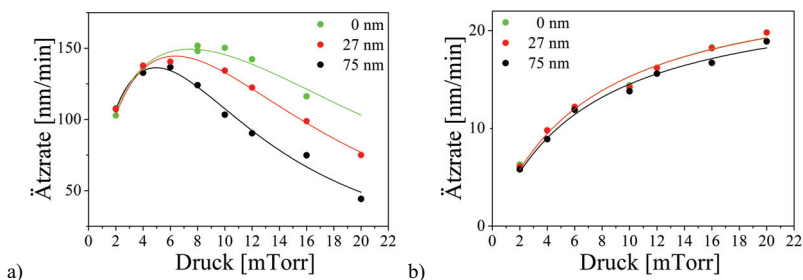 0 nm
27 nm
75 nm
150
100
50
Ätzrate [nm/min]
0 2 4 6 8 10 12 14 16 18 20 22
Druck [mTorr]
a)
0 nm
27 nm
75 nm
20
10
0
Ätzrate [nm/min]
0 2 4 6 8 10 12 14 16 18 20 22
Druck [mTorr]
b)